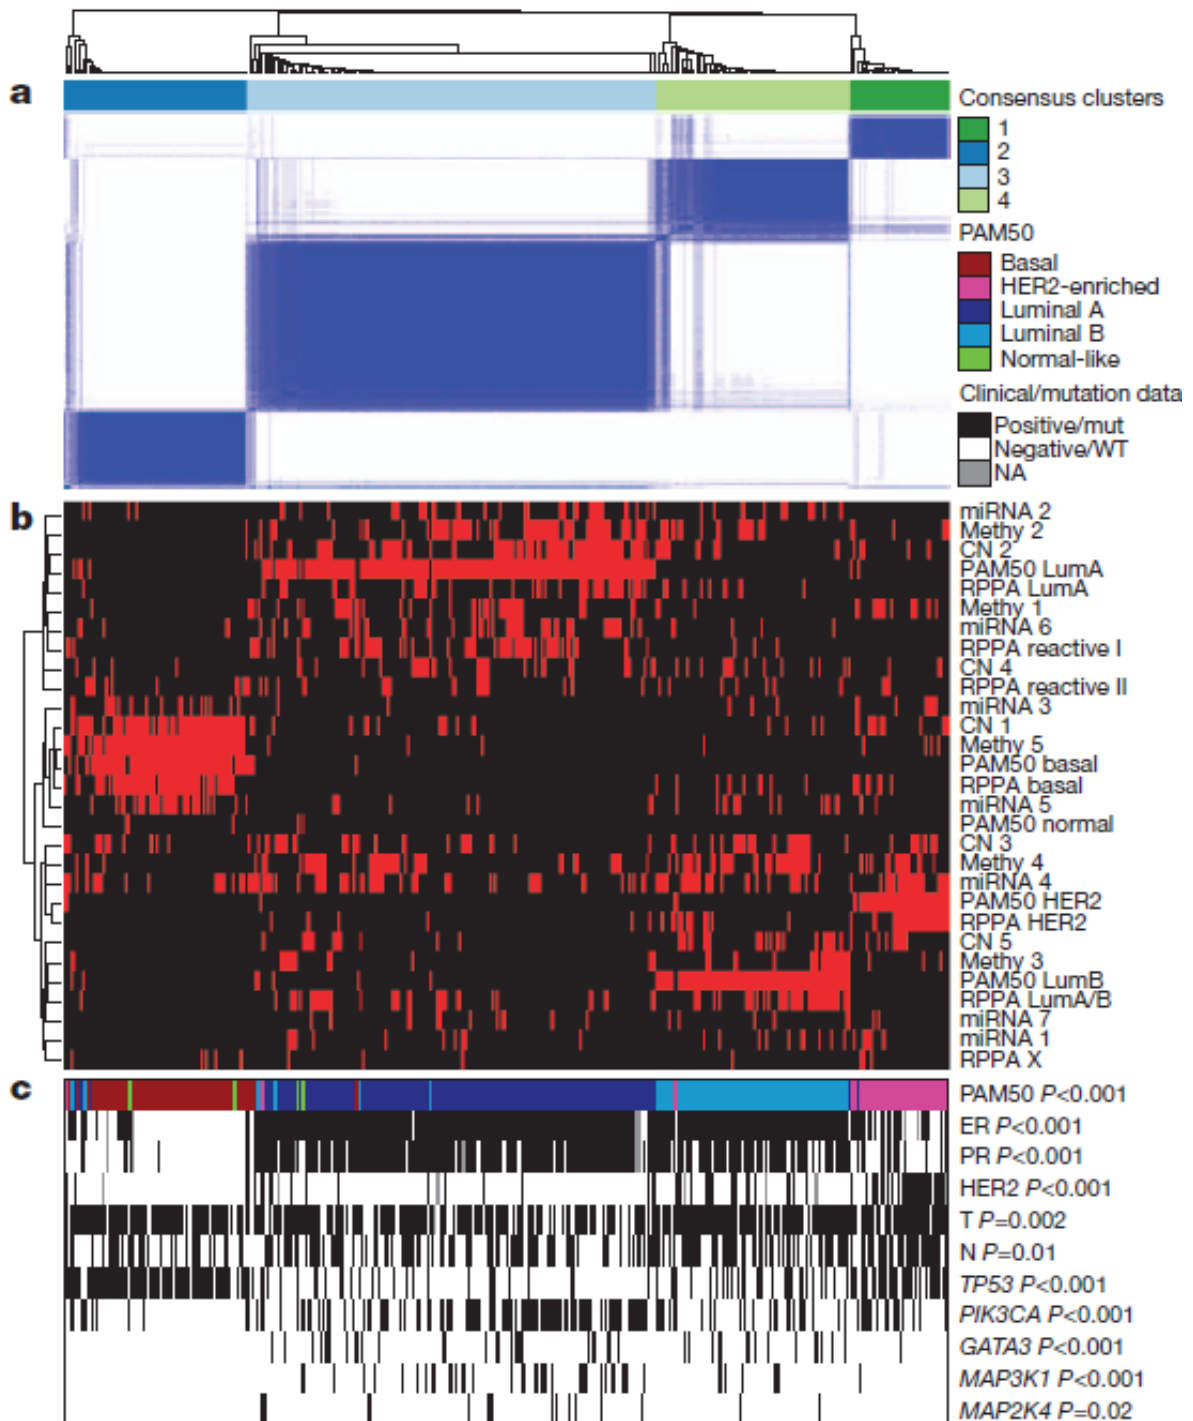 a
Consensus clusters
1
2
3
4
PAM50
Basal
HER2-enriched
Luminal A
Luminal B
Normal-like
Clinical/mutation data
Positive/mut
Negative/WT
NA
b
miRNA 2
Methy 2
CN 2
PAM50 LumA
RPPA LumA
Methy 1
miRNA 6
RPPA reactive I
CN 4
RPPA reactive II
miRNA 3
CN 1
Methy 5
PAM50 basal
RPPA basal
miRNA 5
PAM50 normal
CN 3
Methy 4
miRNA 4
PAM50 HER2
RPPA HER2
CN 5
Methy 3
PAM50 LumB
RPPA LumA/B
miRNA 7
miRNA 1
RPPA X
c
PAM50 P<0.001
ER P<0.001
PR P<0.001
HER2 P<0.001
T P=0.002
N P=0.01
TP53 P<0.001
PIK3CA P<0.001
GATA3 P<0.001
MAP3K1 P<0.001
MAP2K4 P=0.02